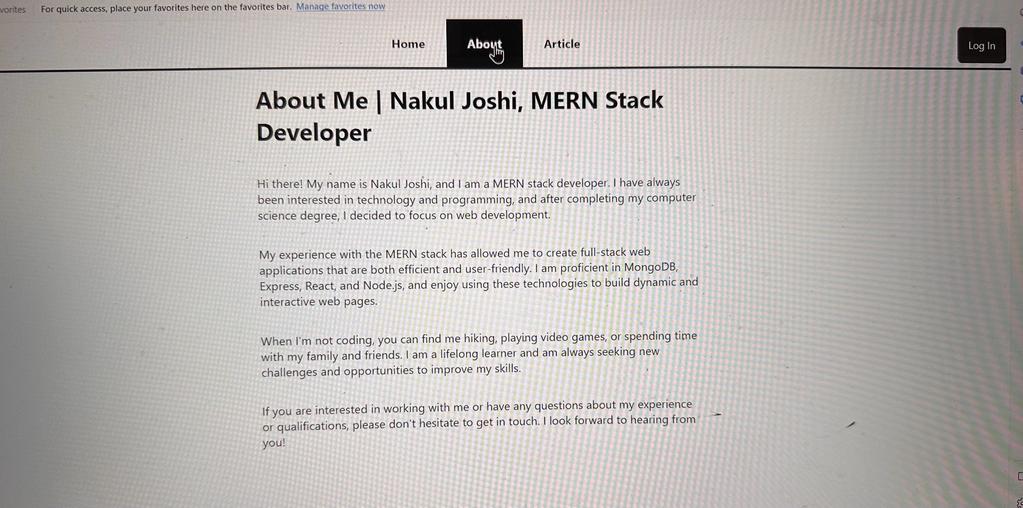 vorites For quick access, place your favorites here on the favorites bar. Manage favorites now
Home About Article Log In
About Me | Nakul Joshi, MERN Stack
Developer
Hi there! My name is Nakul Joshi, and I am a MERN stack developer. I have always
been interested in technology and programming, and after completing my computer
science degree, I decided to focus on web development.
My experience with the MERN stack has allowed me to create full-stack web
applications that are both efficient and user-friendly. I am proficient in MongoDB,
Express, React, and Node.js, and enjoy using these technologies to build dynamic and
interactive web pages.
When I'm not coding, you can find me hiking, playing video games, or spending time
with my family and friends. I am a lifelong learner and am always seeking new
challenges and opportunities to improve my skills.
If you are interested in working with me or have any questions about my experience
or qualifications, please don't hesitate to get in touch. I look forward to hearing from
you!